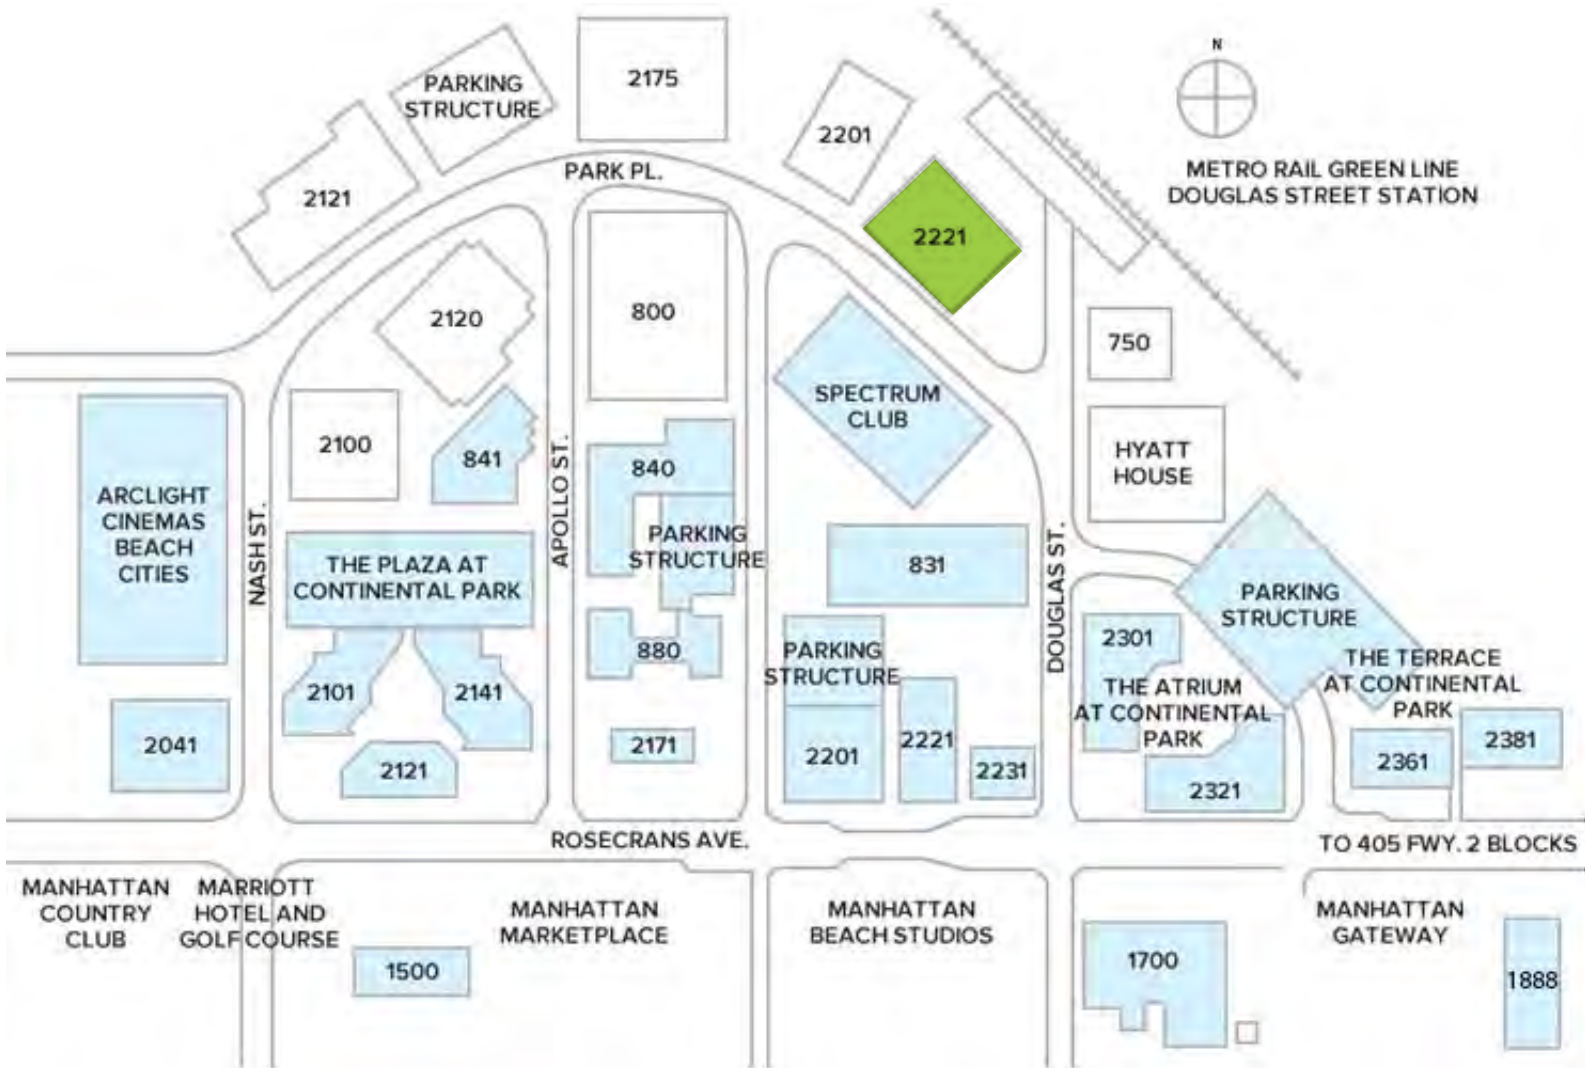 N
PARKING
STRUCTURE
2175
2201
METRO RAIL GREEN LINE
DOUGLAS STREET STATION
2121
PARK PL.
2221
2120
800
750
SPECTRUM
CLUB
2100
841
840
HYATT
HOUSE
ARCLIGHT
CINEMAS
BEACH
CITIES
NASH ST.
APOLLO ST.
PARKING
STRUCTURE
THE PLAZA AT
CONTINENTAL PARK
831
DOUGLAS ST.
PARKING
STRUCTURE
2301
880
PARKING
STRUCTURE
THE TERRACE
AT CONTINENTAL
PARK
2101
2141
THE ATRIUM
AT CONTINENTAL
PARK
2041
2171
2121
2201
2221
2231
2321
2361
2381
ROSECRANS AVE.
TO 405 FWY. 2 BLOCKS
MANHATTAN
COUNTRY
CLUB
MARRIOTT
HOTEL AND
GOLF COURSE
MANHATTAN
MARKETPLACE
MANHATTAN
BEACH STUDIOS
MANHATTAN
GATEWAY
1500
1700
1888